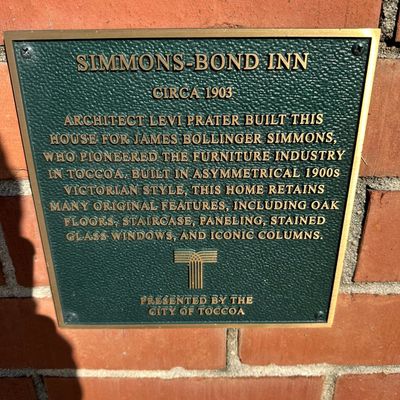 SIMMONS-BOND INN
CIRCA 1903
ARCHITECT LEVI PRATER BUILT THIS
HOUSE FOR JAMES BOLLINGER SIMMONS,
WHO PIONEERED THE FURNITURE INDUSTRY
IN TOCCOA. BUILT IN ASYMMETRICAL 1900S
VICTORIAN STYLE, THIS HOME RETAINS
MANY ORIGINAL FEATURES, INCLUDING OAK
FLOORS, STAIRCASE, PANELING, STAINED
GLASS WINDOWS, AND ICONIC COLUMNS.
PRESENTED BY THE
CITY OF TOCCOA